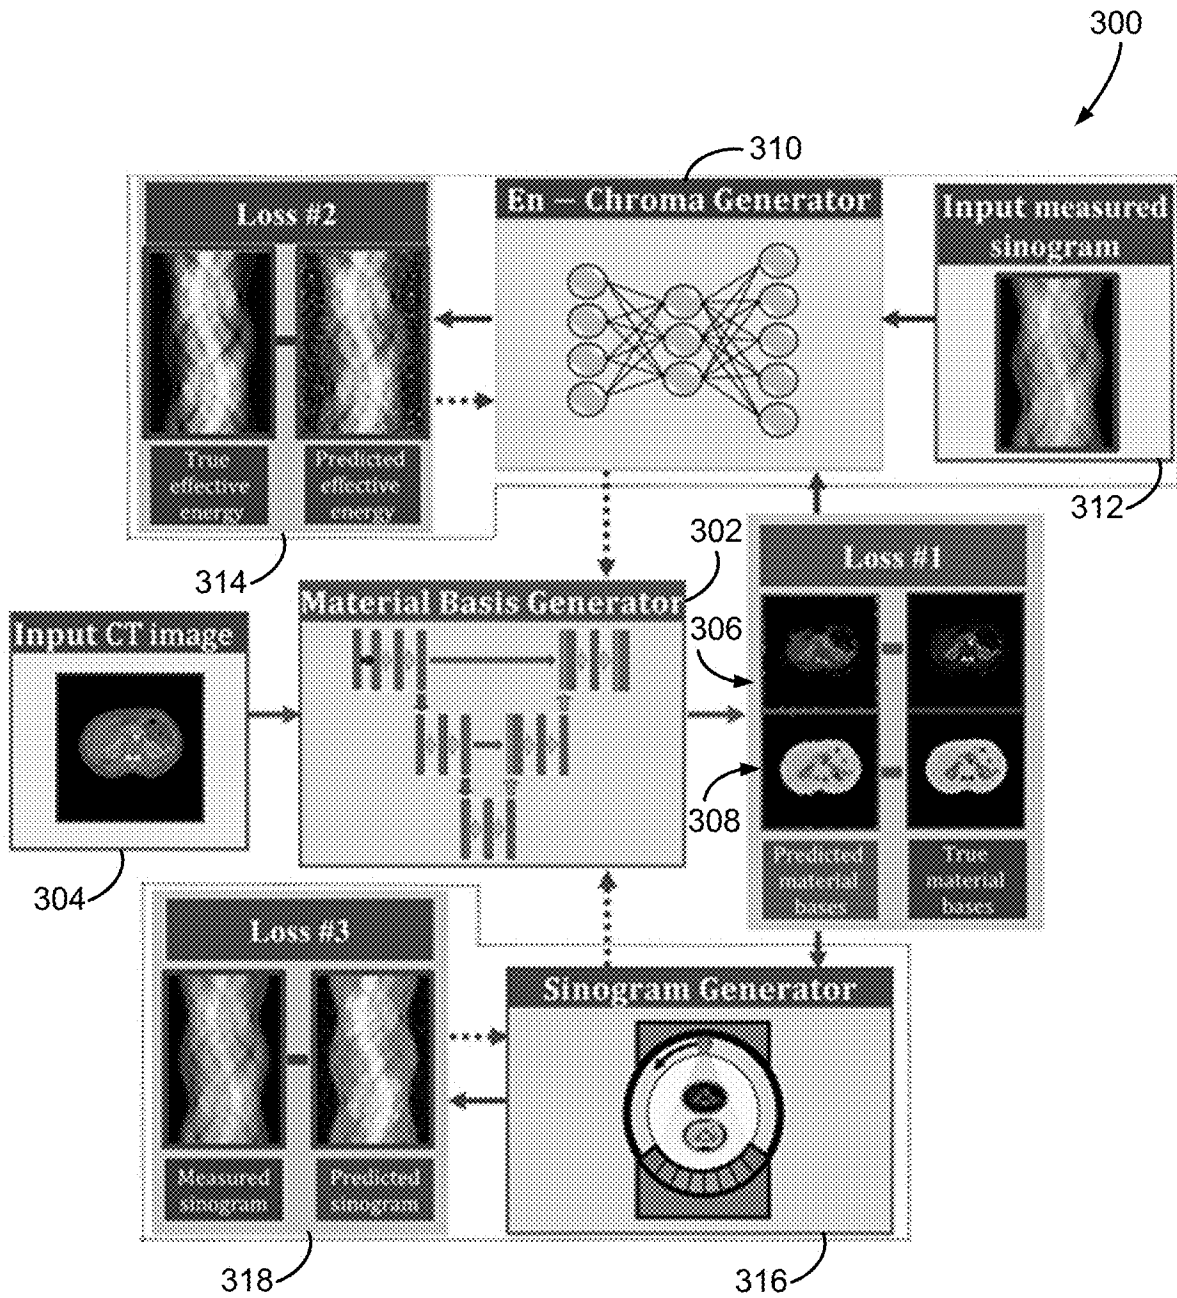 300
310
Loss #2
En – Chroma Generator
Input measured
sinogram
True
effective
energy
Predicted
effective
energy
312
314
302
Loss #1
Input CT image
Material Basis Generator
306
308
304
Predicted
material
bases
True
material
bases
Loss #3
Sinogram Generator
Measured
sinogram
Predicted
sinogram
318
316